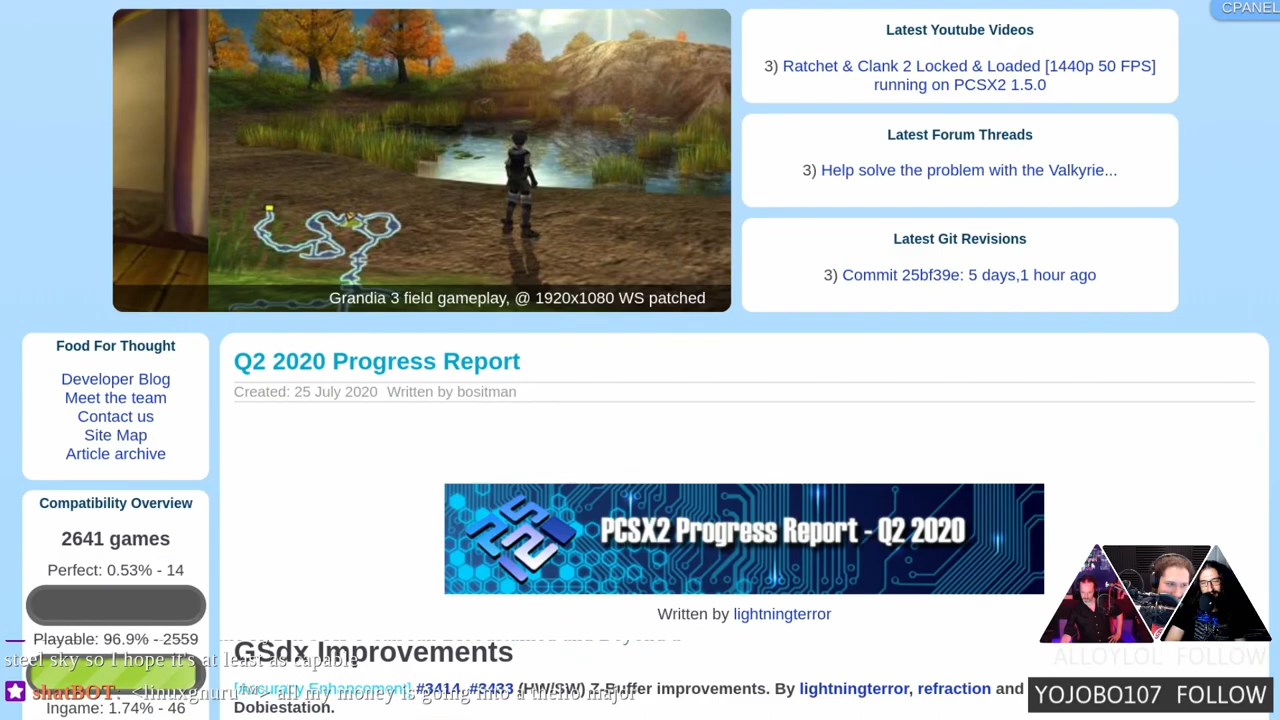 CPANEL
Latest Youtube Videos
3) Ratchet & Clank 2 Locked & Loaded [1440p 50 FPS]
running on PCSX2 1.5.0
Latest Forum Threads
3) Help solve the problem with the Valkyrie...
Latest Git Revisions
3) Commit 25bf39e: 5 days,1 hour ago
Grandia 3 field gameplay, @ 1920x1080 WS patched
Food For Thought
Developer Blog
Meet the team
Contact us
Site Map
Article archive
Compatibility Overview
2641 games
Perfect: 0.53% - 14
Playable: 96.9% - 2559
Ingame: 1.74% - 46
Q2 2020 Progress Report
Created: 25 July 2020 Written by bositman
PCSX2 Progress Report - Q2 2020
Written by lightningterror
GSdx Improvements
[Accuracy Enhancement] #3414, #3433 (HW/SW) Z-Buffer improvements. By lightningterror, refraction and
Dobiestation.
steel sky so I hope it's at least as capable
shatBOT: <linuxgnuru™> all my money is going into a therio.major
ALLOYLOL FOLLOW
YOJOBO107 FOLLOW